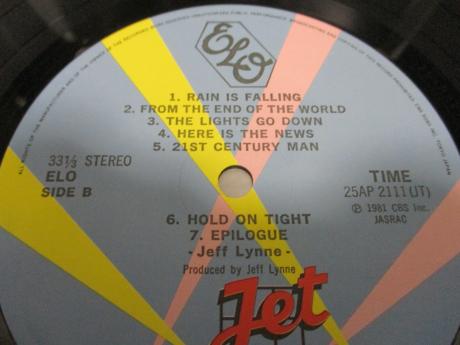 ELO
1. RAIN IS FALLING
2. FROM THE END OF THE WORLD
3. THE LIGHTS GO DOWN
4. HERE IS THE NEWS
5. 21ST CENTURY MAN
33⅓ STEREO
ELO
SIDE B
TIME
25AP 2111(JT)
Ⓟ 1981 CBS Inc.
JASRAC
6. HOLD ON TIGHT
7. EPILOGUE
- Jeff Lynne -
Produced by Jeff Lynne
Jet